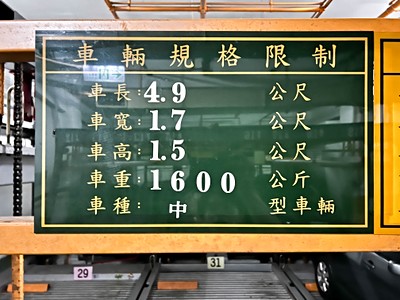 車輛規格限制
車長：4.9 公尺
車寬：1.7 公尺
車高：1.5 公尺
車重：1600 公斤
車種：中 型車輛
29
31